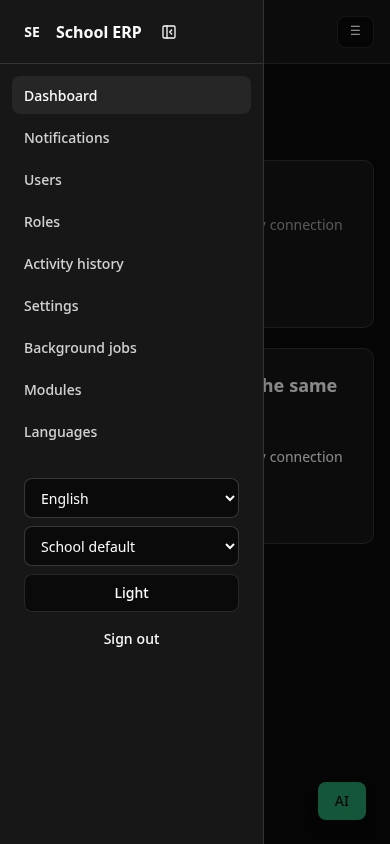 SE School ERP
Dashboard
Notifications
Users
Roles
Activity history
Settings
Background jobs
Modules
Languages
English
School default
Light
Sign out
connection
the same
connection
AI